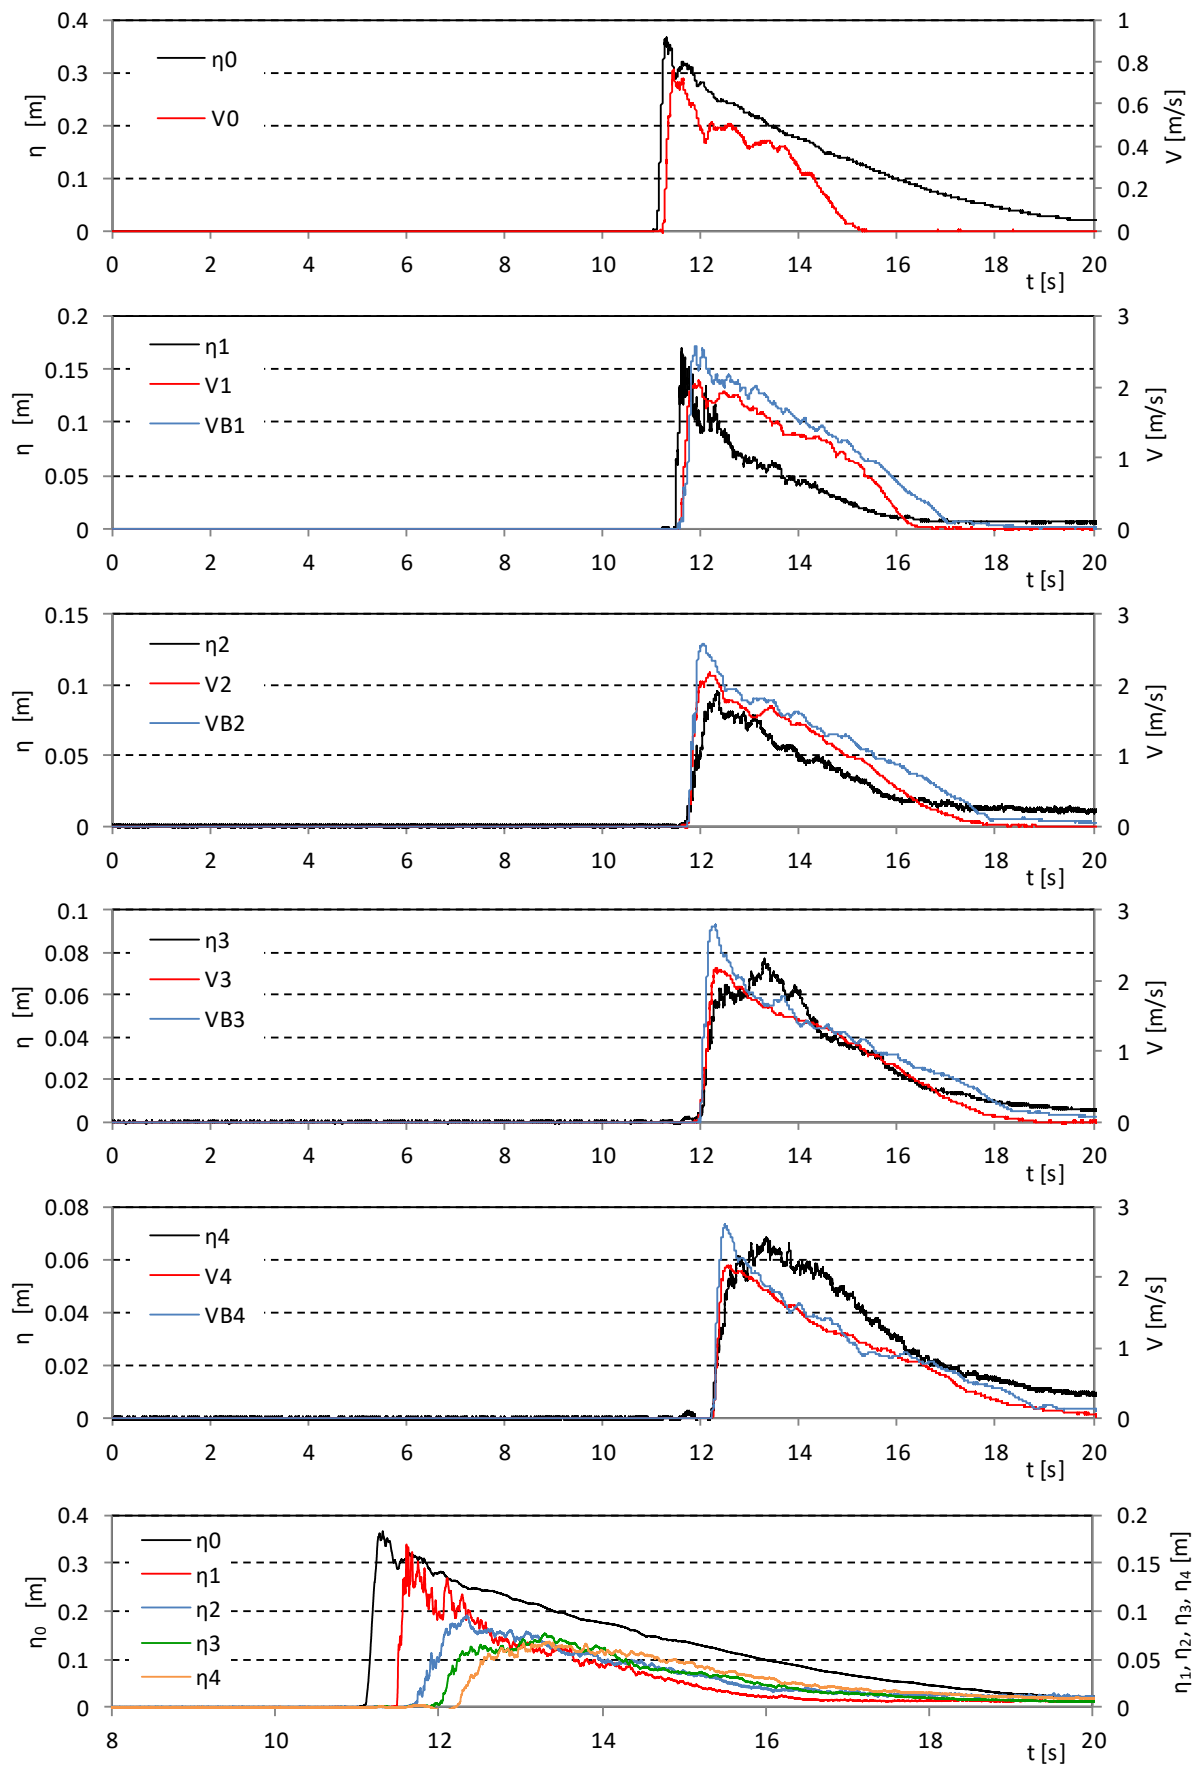 0.4 1
η0
0.3 0.8
V0 0.6
0.2
0.4
0.1
0.2
0 0
η [m]
V [m/s]
0 2 4 6 8 10 12 14 16 18 20
t [s]
0.2 3
η1
0.15
V1 2
VB1
0.1
1
0.05
0 0
η [m]
V [m/s]
0 2 4 6 8 10 12 14 16 18 20
t [s]
0.15 3
η2
V2
0.1 2
VB2
0.05 1
0 0
η [m]
V [m/s]
0 2 4 6 8 10 12 14 16 18 20
t [s]
0.1 3
η3
0.08
V3 2
0.06
VB3
0.04 1
0.02
0 0
η [m]
V [m/s]
0 2 4 6 8 10 12 14 16 18 20
t [s]
0.08 3
η4
0.06
V4 2
VB4
0.04
1
0.02
0 0
η [m]
V [m/s]
0 2 4 6 8 10 12 14 16 18 20
t [s]
0.4 0.2
η0
0.3 0.15
η1
η2
0.2 0.1
η3
0.1 0.05
η4
0 0
η₀ [m]
η₁, η₂, η₃, η₄ [m]
8 10 12 14 16 18 20
t [s]